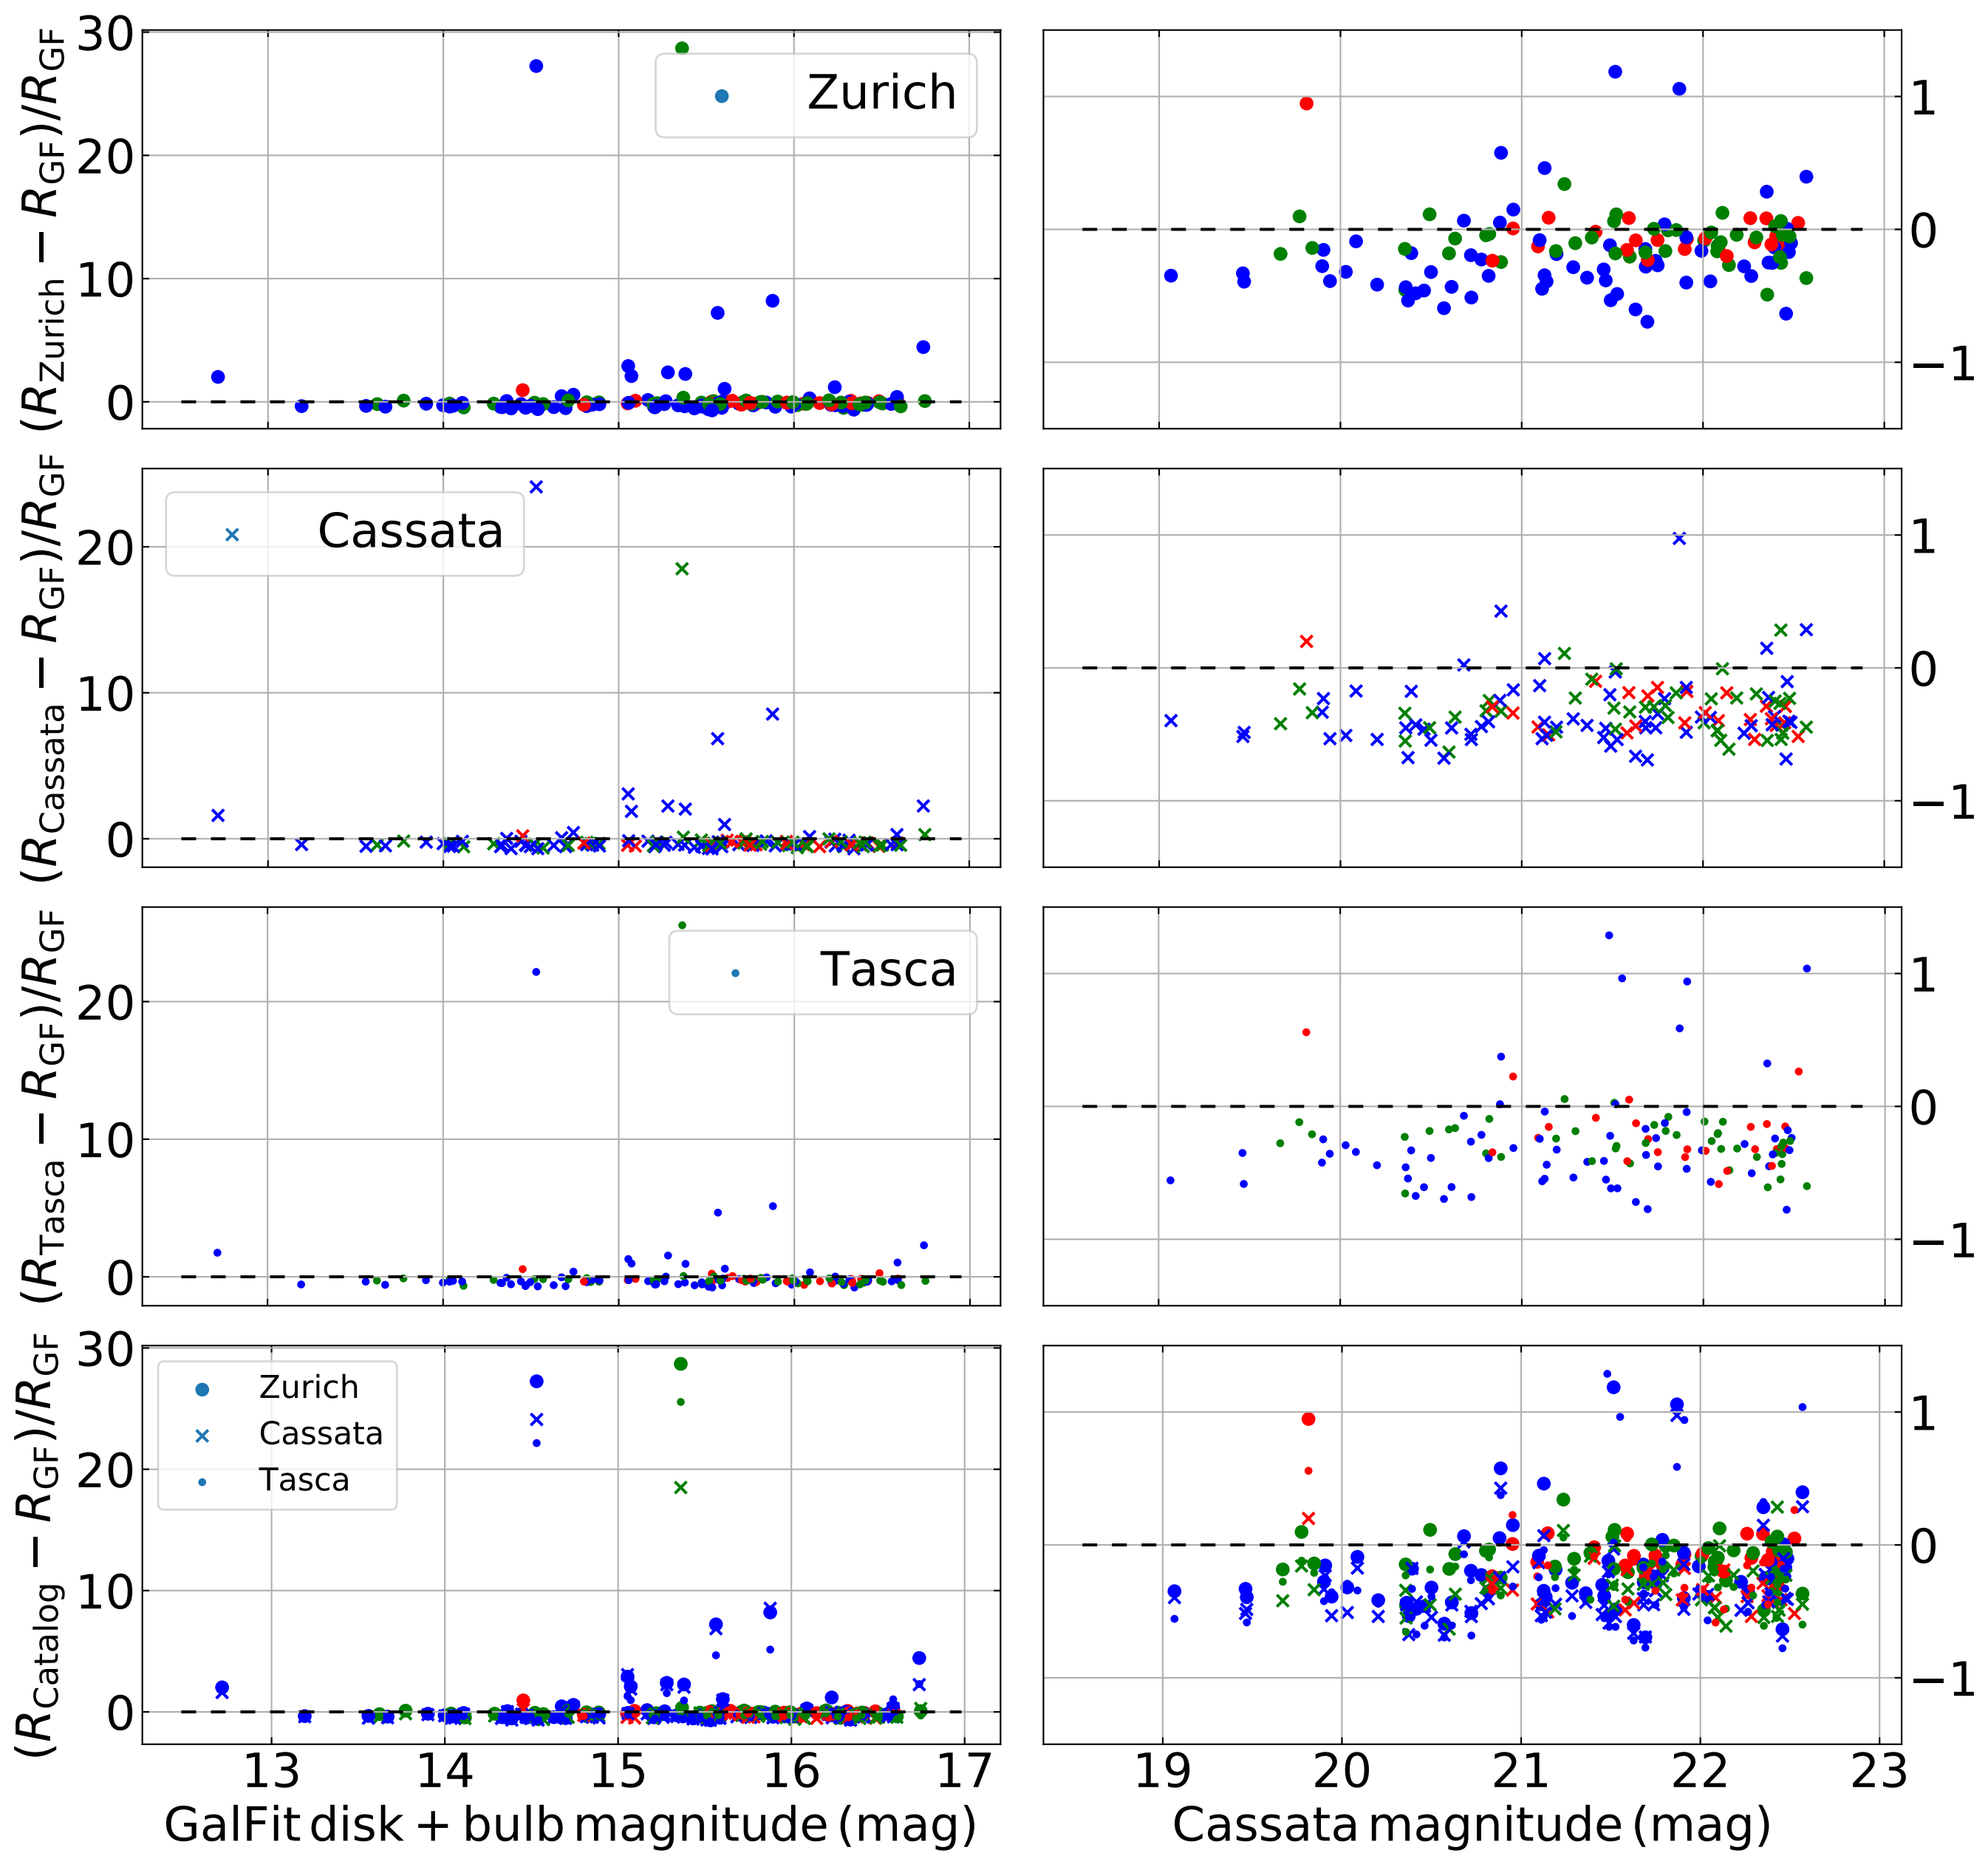 (R_Zurich − R_GF)/R_GF
30
20
10
0
Zurich
1
0
−1
(R_Cassata − R_GF)/R_GF
20
10
0
Cassata
1
0
−1
(R_Tasca − R_GF)/R_GF
20
10
0
Tasca
1
0
−1
(R_Catalog − R_GF)/R_GF
30
20
10
0
Zurich
Cassata
Tasca
1
0
−1
13 14 15 16 17
GalFit disk + bulb magnitude (mag)
19 20 21 22 23
Cassata magnitude (mag)